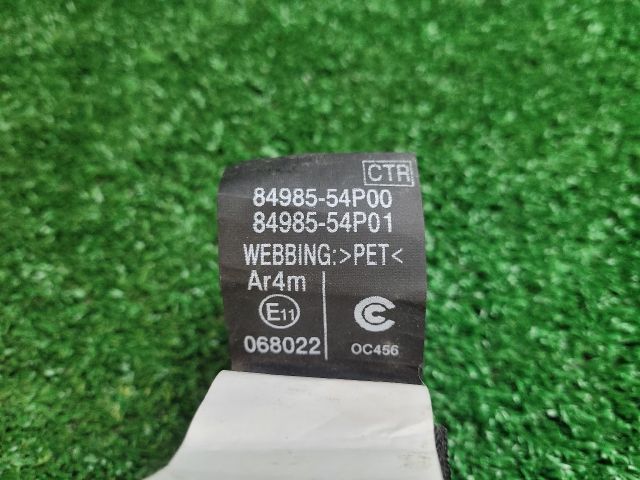 CTR
84985-54P00
84985-54P01
WEBBING:>PET<
Ar4m
E11
068022
OC456